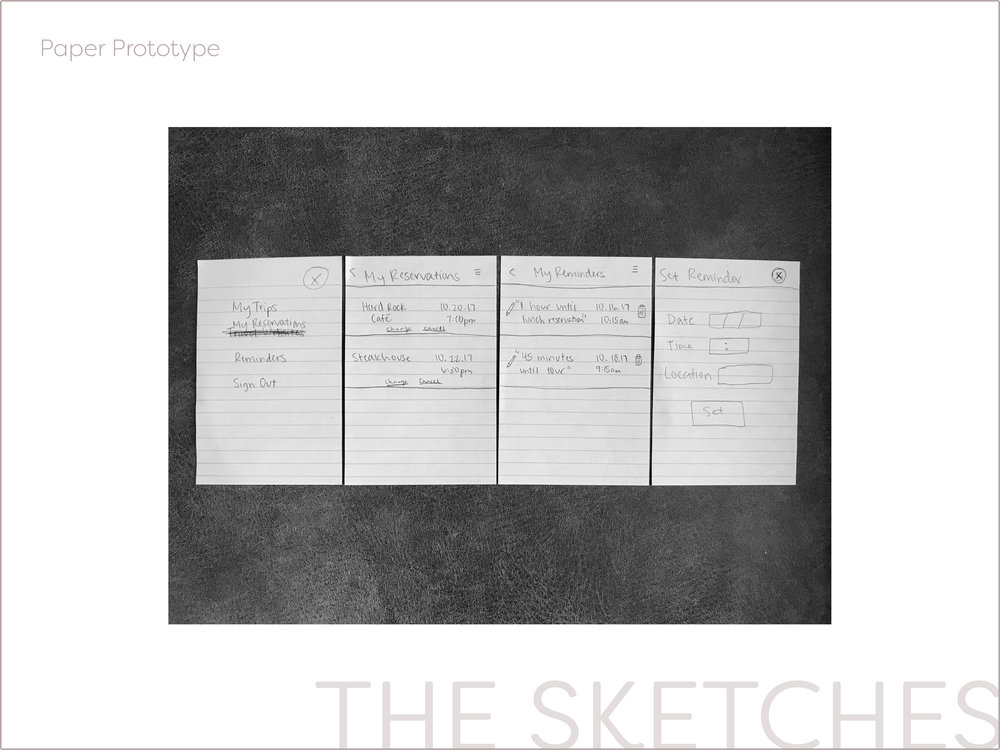 Paper Prototype
X
My Trips
My Reservations
Travel Websites
Reminders
Sign Out
< My Reservations ≡
Hard Rock 10.20.17
Café 2:00pm
change cancel
Steakhouse 10.22.17
6:30pm
change cancel
< My Reminders ≡
"1 hour until 10.16.17
lunch reservation" 10:15am
"45 minutes 10.18.17
until tour" 9:15am
Set Reminder X
Date / /
Time :
Location
Set
THE SKETCHES